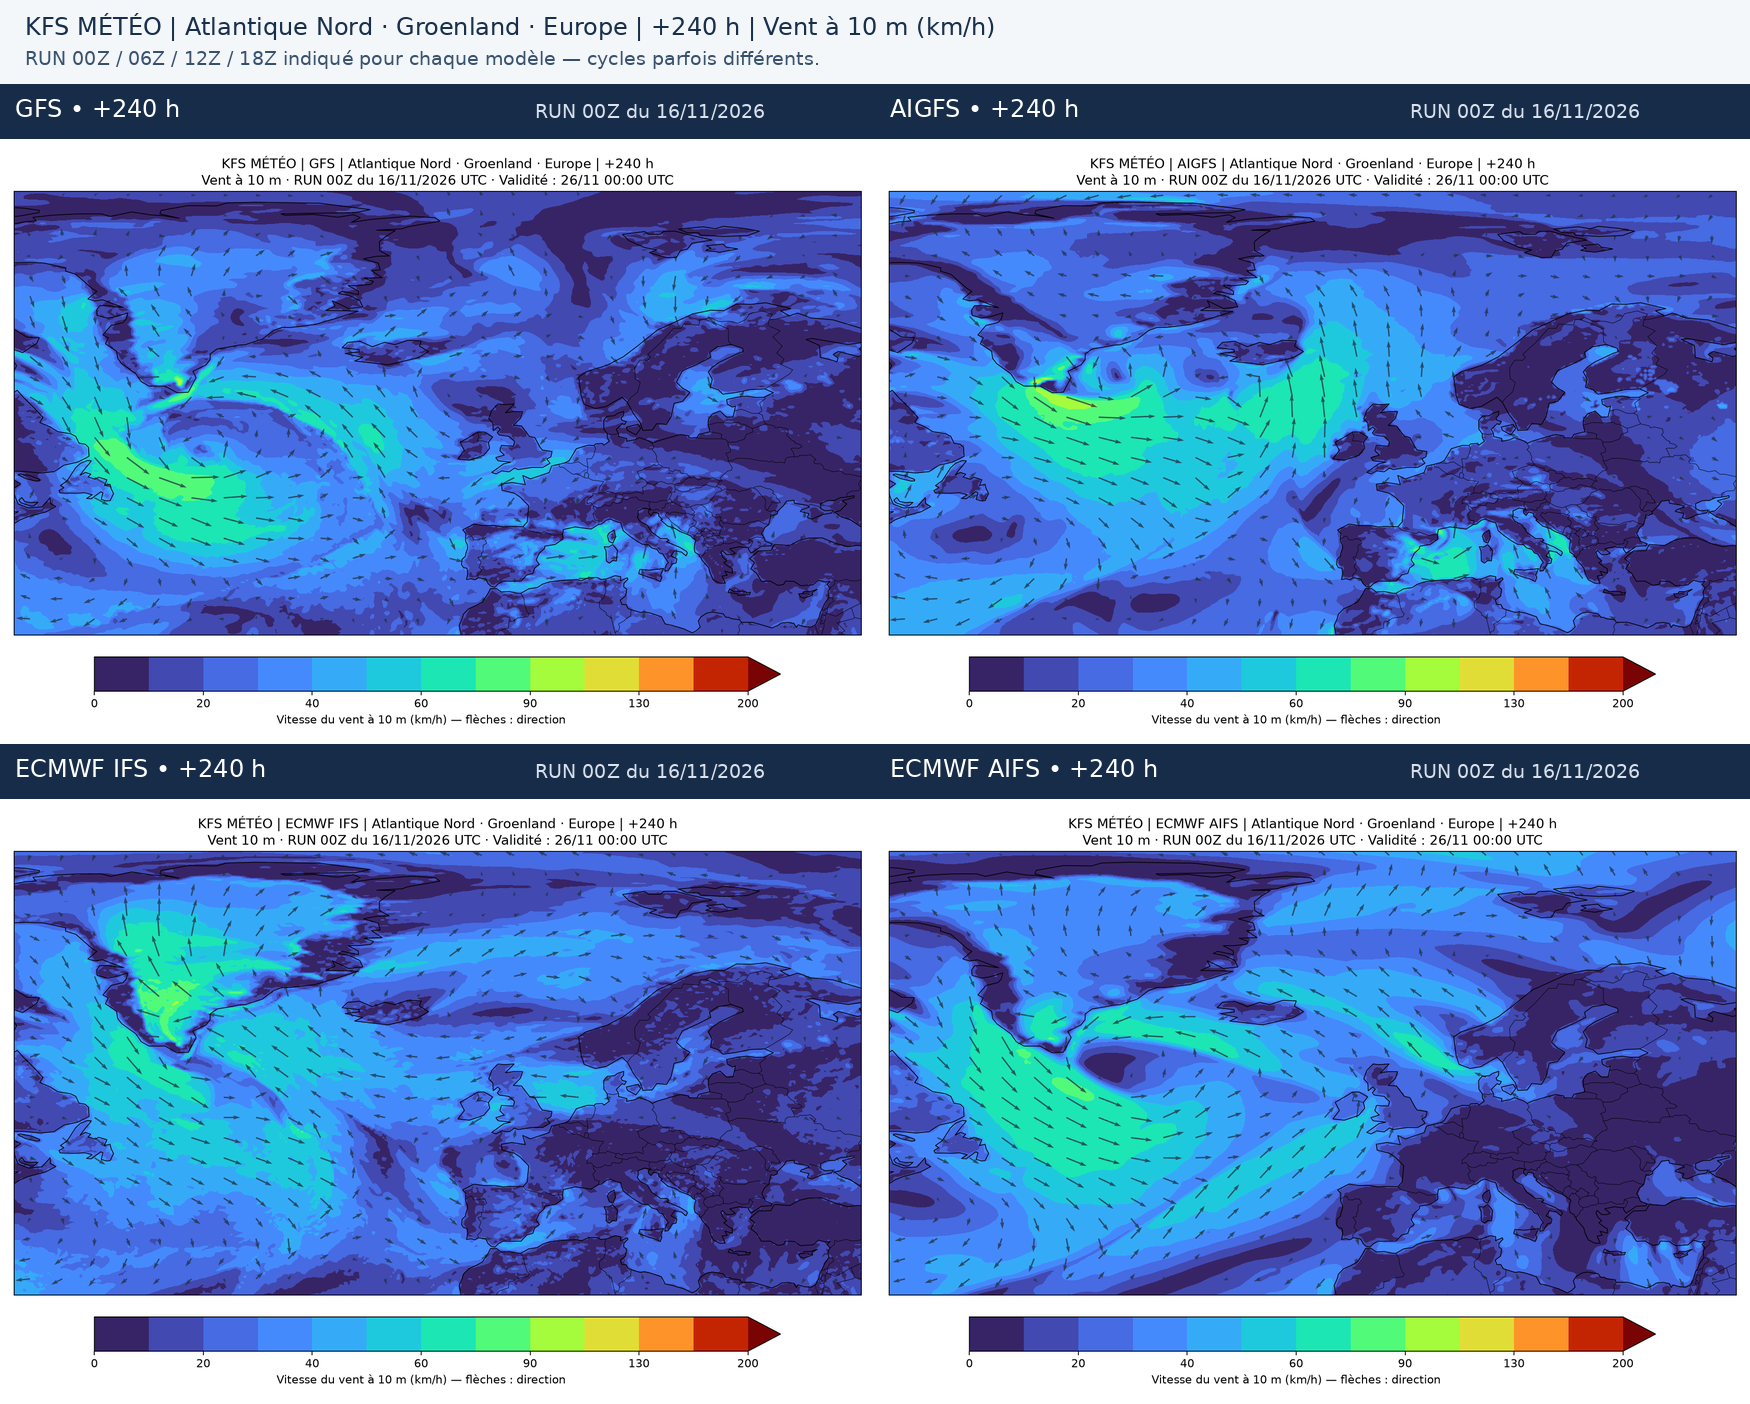 KFS MÉTÉO | Atlantique Nord · Groenland · Europe | +240 h | Vent à 10 m (km/h)
RUN 00Z / 06Z / 12Z / 18Z indiqué pour chaque modèle — cycles parfois différents.
GFS • +240 h
RUN 00Z du 16/11/2026
KFS MÉTÉO | GFS | Atlantique Nord · Groenland · Europe | +240 h
Vent à 10 m · RUN 00Z du 16/11/2026 UTC · Validité : 26/11 00:00 UTC
0 20 40 60 90 130 200
Vitesse du vent à 10 m (km/h) — flèches : direction
AIGFS • +240 h
RUN 00Z du 16/11/2026
KFS MÉTÉO | AIGFS | Atlantique Nord · Groenland · Europe | +240 h
Vent à 10 m · RUN 00Z du 16/11/2026 UTC · Validité : 26/11 00:00 UTC
0 20 40 60 90 130 200
Vitesse du vent à 10 m (km/h) — flèches : direction
ECMWF IFS • +240 h
RUN 00Z du 16/11/2026
KFS MÉTÉO | ECMWF IFS | Atlantique Nord · Groenland · Europe | +240 h
Vent 10 m · RUN 00Z du 16/11/2026 UTC · Validité : 26/11 00:00 UTC
0 20 40 60 90 130 200
Vitesse du vent à 10 m (km/h) — flèches : direction
ECMWF AIFS • +240 h
RUN 00Z du 16/11/2026
KFS MÉTÉO | ECMWF AIFS | Atlantique Nord · Groenland · Europe | +240 h
Vent 10 m · RUN 00Z du 16/11/2026 UTC · Validité : 26/11 00:00 UTC
0 20 40 60 90 130 200
Vitesse du vent à 10 m (km/h) — flèches : direction